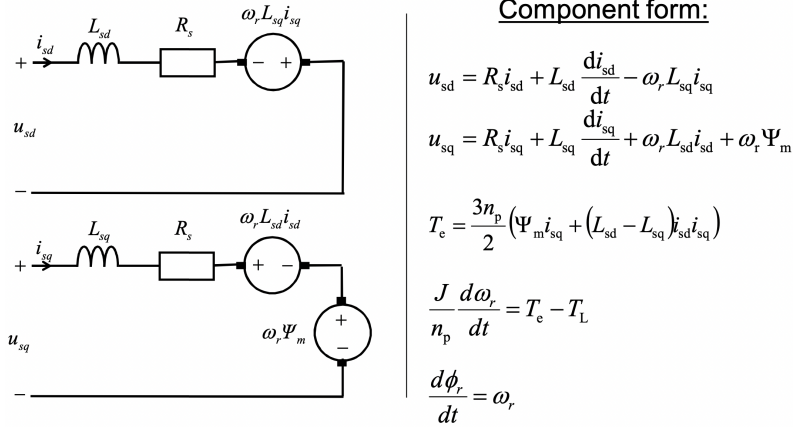 Component form:
L_sd R_s ω_r L_sq i_sq
i_sd
+ − +
u_sd
−
L_sq R_s ω_r L_sd i_sd
i_sq
+ + −
u_sq ω_r Ψ_m + −
−
u_sd = R_s i_sd + L_sd di_sd/dt − ω_r L_sq i_sq
u_sq = R_s i_sq + L_sq di_sq/dt + ω_r L_sd i_sd + ω_r Ψ_m
T_e = 3n_p/2 (Ψ_m i_sq + (L_sd − L_sq) i_sd i_sq)
J/n_p dω_r/dt = T_e − T_L
dϕ_r/dt = ω_r